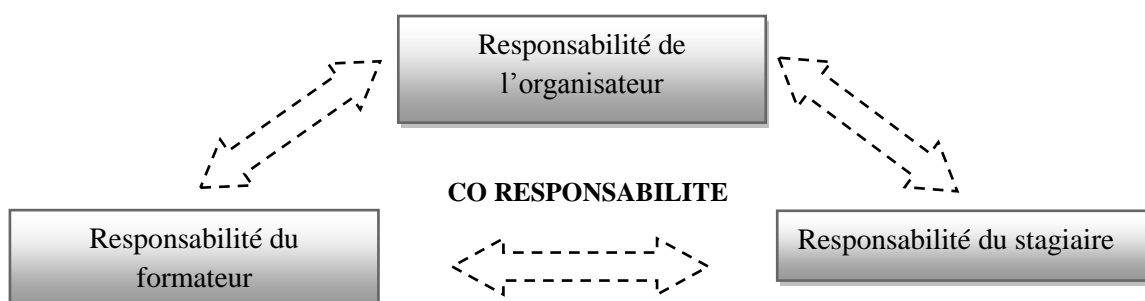 Responsabilité de
l’organisateur
CO RESPONSABILITE
Responsabilité du
formateur
Responsabilité du stagiaire